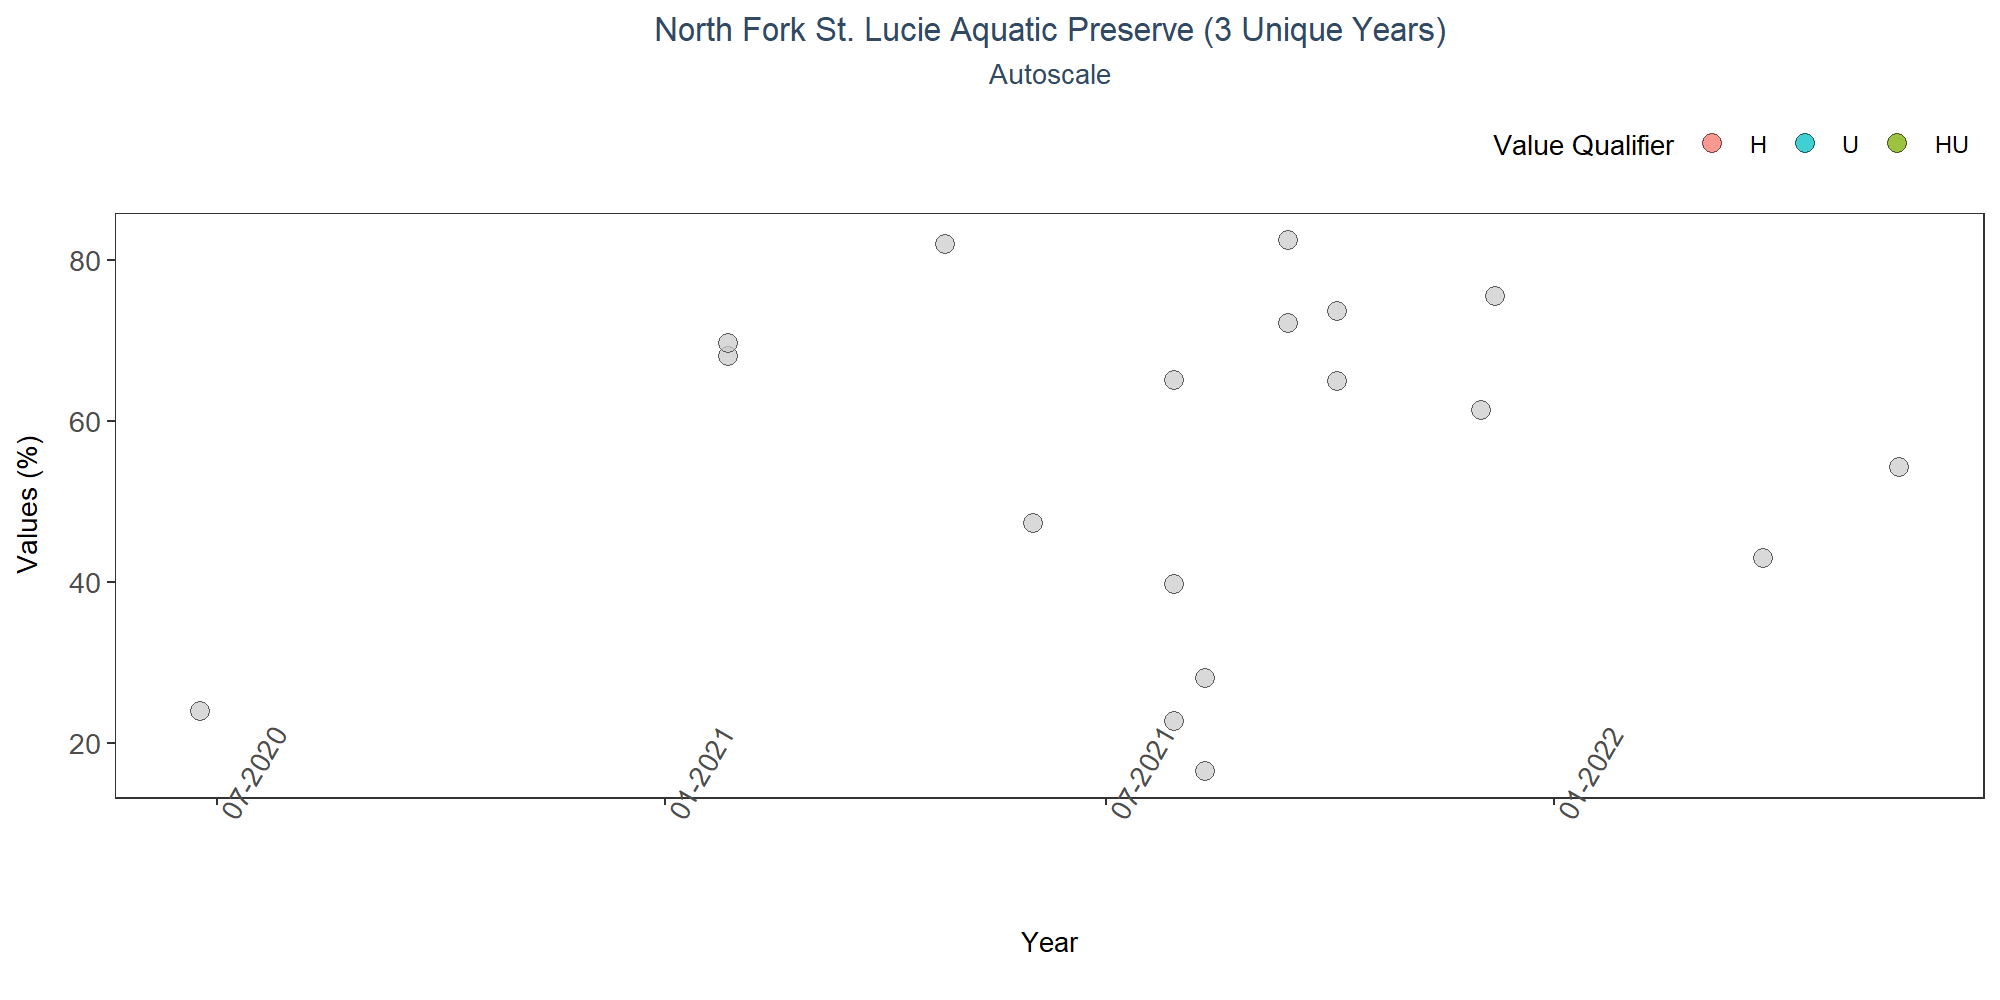 North Fork St. Lucie Aquatic Preserve (3 Unique Years)
Autoscale
Value Qualifier H U HU
80
60
40
20
Values (%)
07-2020 01-2021 07-2021 01-2022
Year